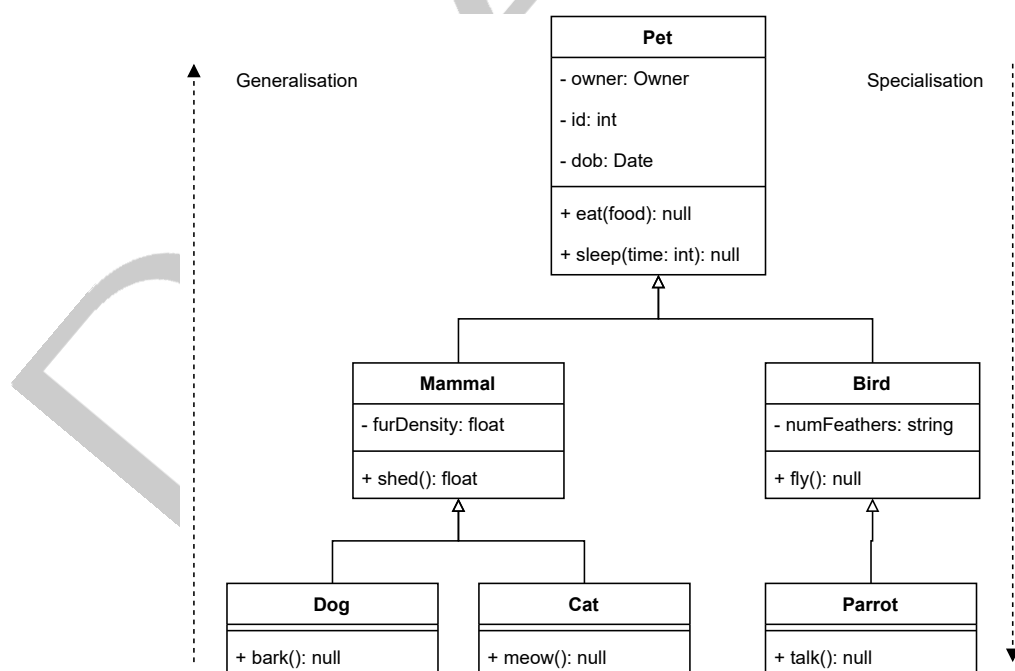 Pet
Generalisation
Specialisation
- owner: Owner
- id: int
- dob: Date
+ eat(food): null
+ sleep(time: int): null
Mammal
- furDensity: float
+ shed(): float
Bird
- numFeathers: string
+ fly(): null
Dog
+ bark(): null
Cat
+ meow(): null
Parrot
+ talk(): null